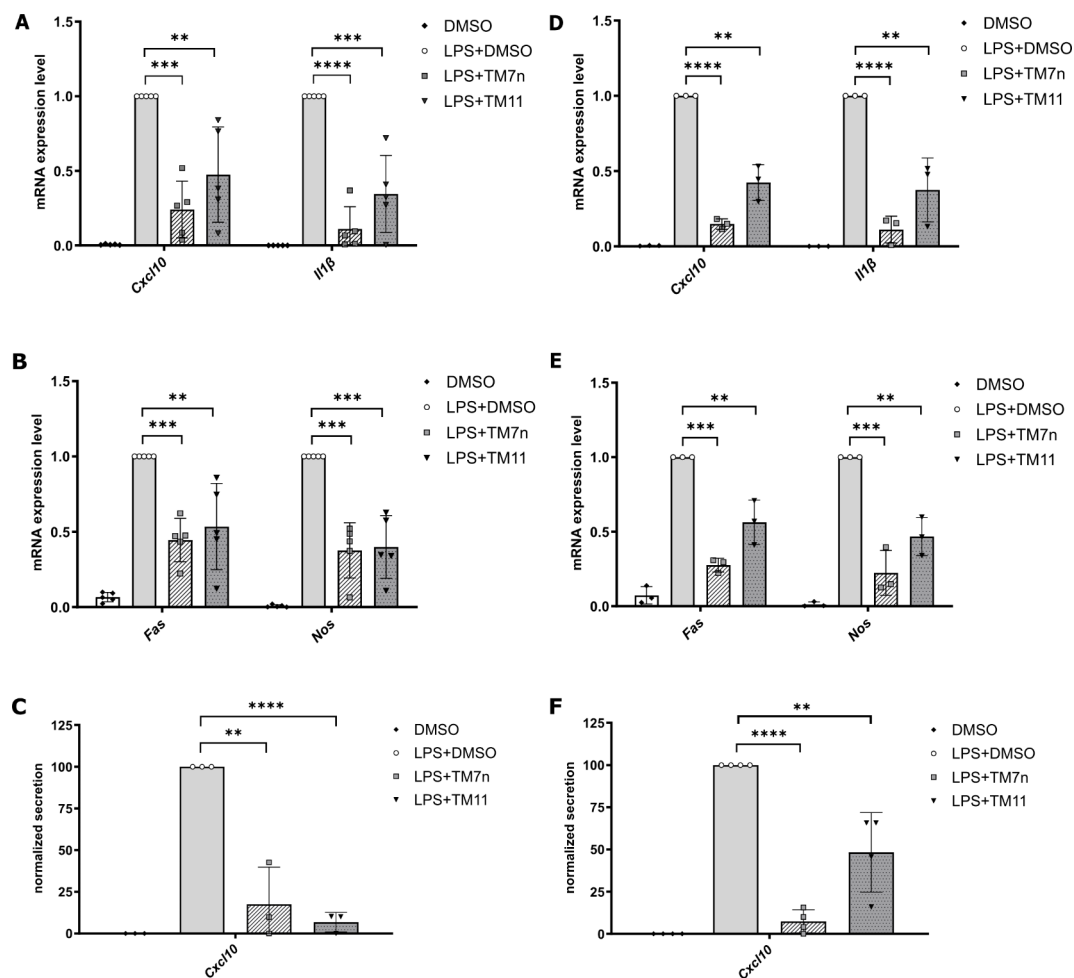 A
mRNA expression level
1.5
1.0
0.5
0.0
**
***
***
****
Cxcl10
Il1β
DMSO
LPS+DMSO
LPS+TM7n
LPS+TM11
D
mRNA expression level
1.5
1.0
0.5
0.0
**
****
**
****
Cxcl10
Il1β
DMSO
LPS+DMSO
LPS+TM7n
LPS+TM11
B
mRNA expression level
1.5
1.0
0.5
0.0
**
***
***
***
Fas
Nos
DMSO
LPS+DMSO
LPS+TM7n
LPS+TM11
E
mRNA expression level
1.5
1.0
0.5
0.0
**
***
**
***
Fas
Nos
DMSO
LPS+DMSO
LPS+TM7n
LPS+TM11
C
normalized secretion
125
100
75
50
25
0
****
**
Cxcl10
DMSO
LPS+DMSO
LPS+TM7n
LPS+TM11
F
normalized secretion
125
100
75
50
25
0
**
****
Cxcl10
DMSO
LPS+DMSO
LPS+TM7n
LPS+TM11